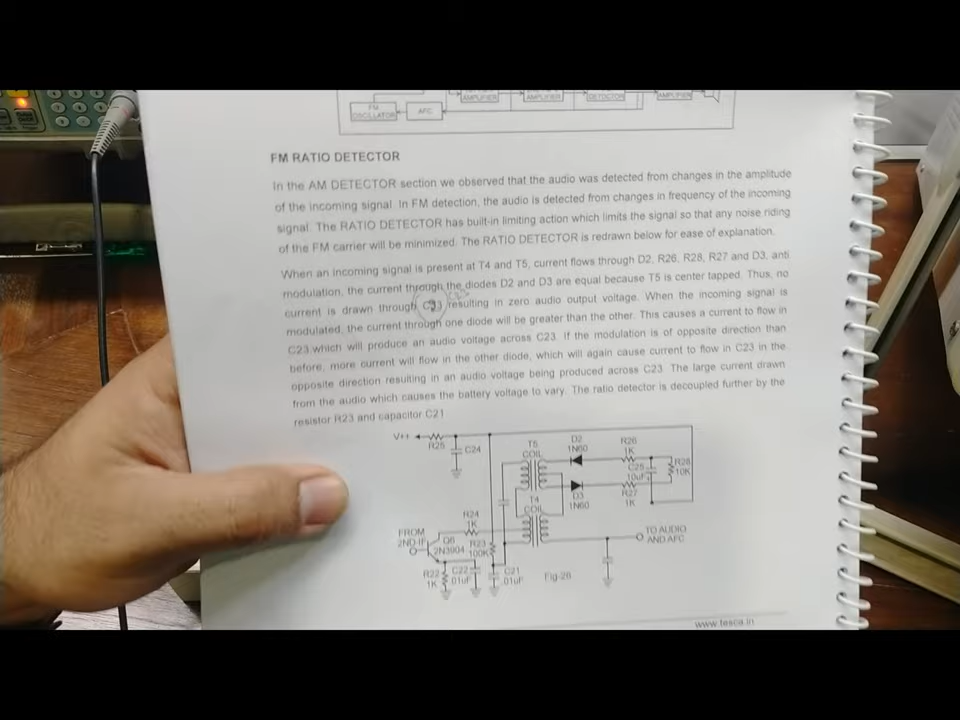 AMPLIFIER
AMPLIFIER
DETECTOR
AMPLIFIER
FM
OSCILLATOR
AFC
FM RATIO DETECTOR
In the AM DETECTOR section we observed that the audio was detected from changes in the amplitude
of the incoming signal. In FM detection, the audio is detected from changes in frequency of the incoming
signal. The RATIO DETECTOR has built-in limiting action which limits the signal so that any noise riding
of the FM carrier will be minimized. The RATIO DETECTOR is redrawn below for ease of explanation.
When an incoming signal is present at T4 and T5, current flows through D2, R26, R28, R27 and D3, anti
modulation, the current through the diodes D2 and D3 are equal because T5 is center tapped. Thus, no
current is drawn through C23 resulting in zero audio output voltage. When the incoming signal is
modulated, the current through one diode will be greater than the other. This causes a current to flow in
C23 which will produce an audio voltage across C23. If the modulation is of opposite direction than
before, more current will flow in the other diode, which will again cause current to flow in C23 in the
opposite direction resulting in an audio voltage being produced across C23. The large current drawn
from the audio which causes the battery voltage to vary. The ratio detector is decoupled further by the
resistor R23 and capacitor C21
V++
R25
C24
T5
COIL
D2
1N60
R26
1K
C25
10uF
R28
10K
D3
1N60
R27
1K
T4
COIL
R24
1K
FROM
2ND IF
Q6
2N3904
R23
100K
TO AUDIO
AND AFC
R22
1K
C22
.01uF
C21
.01uF
Fig-26
www.tesca.in